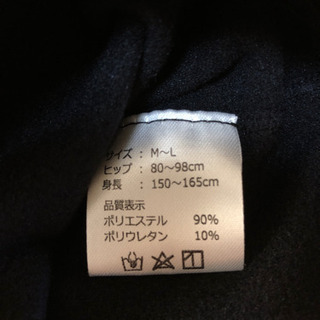 サイズ : M～L
ヒップ : 80～98cm
身長 : 150～165cm
品質表示
ポリエステル 90%
ポリウレタン 10%